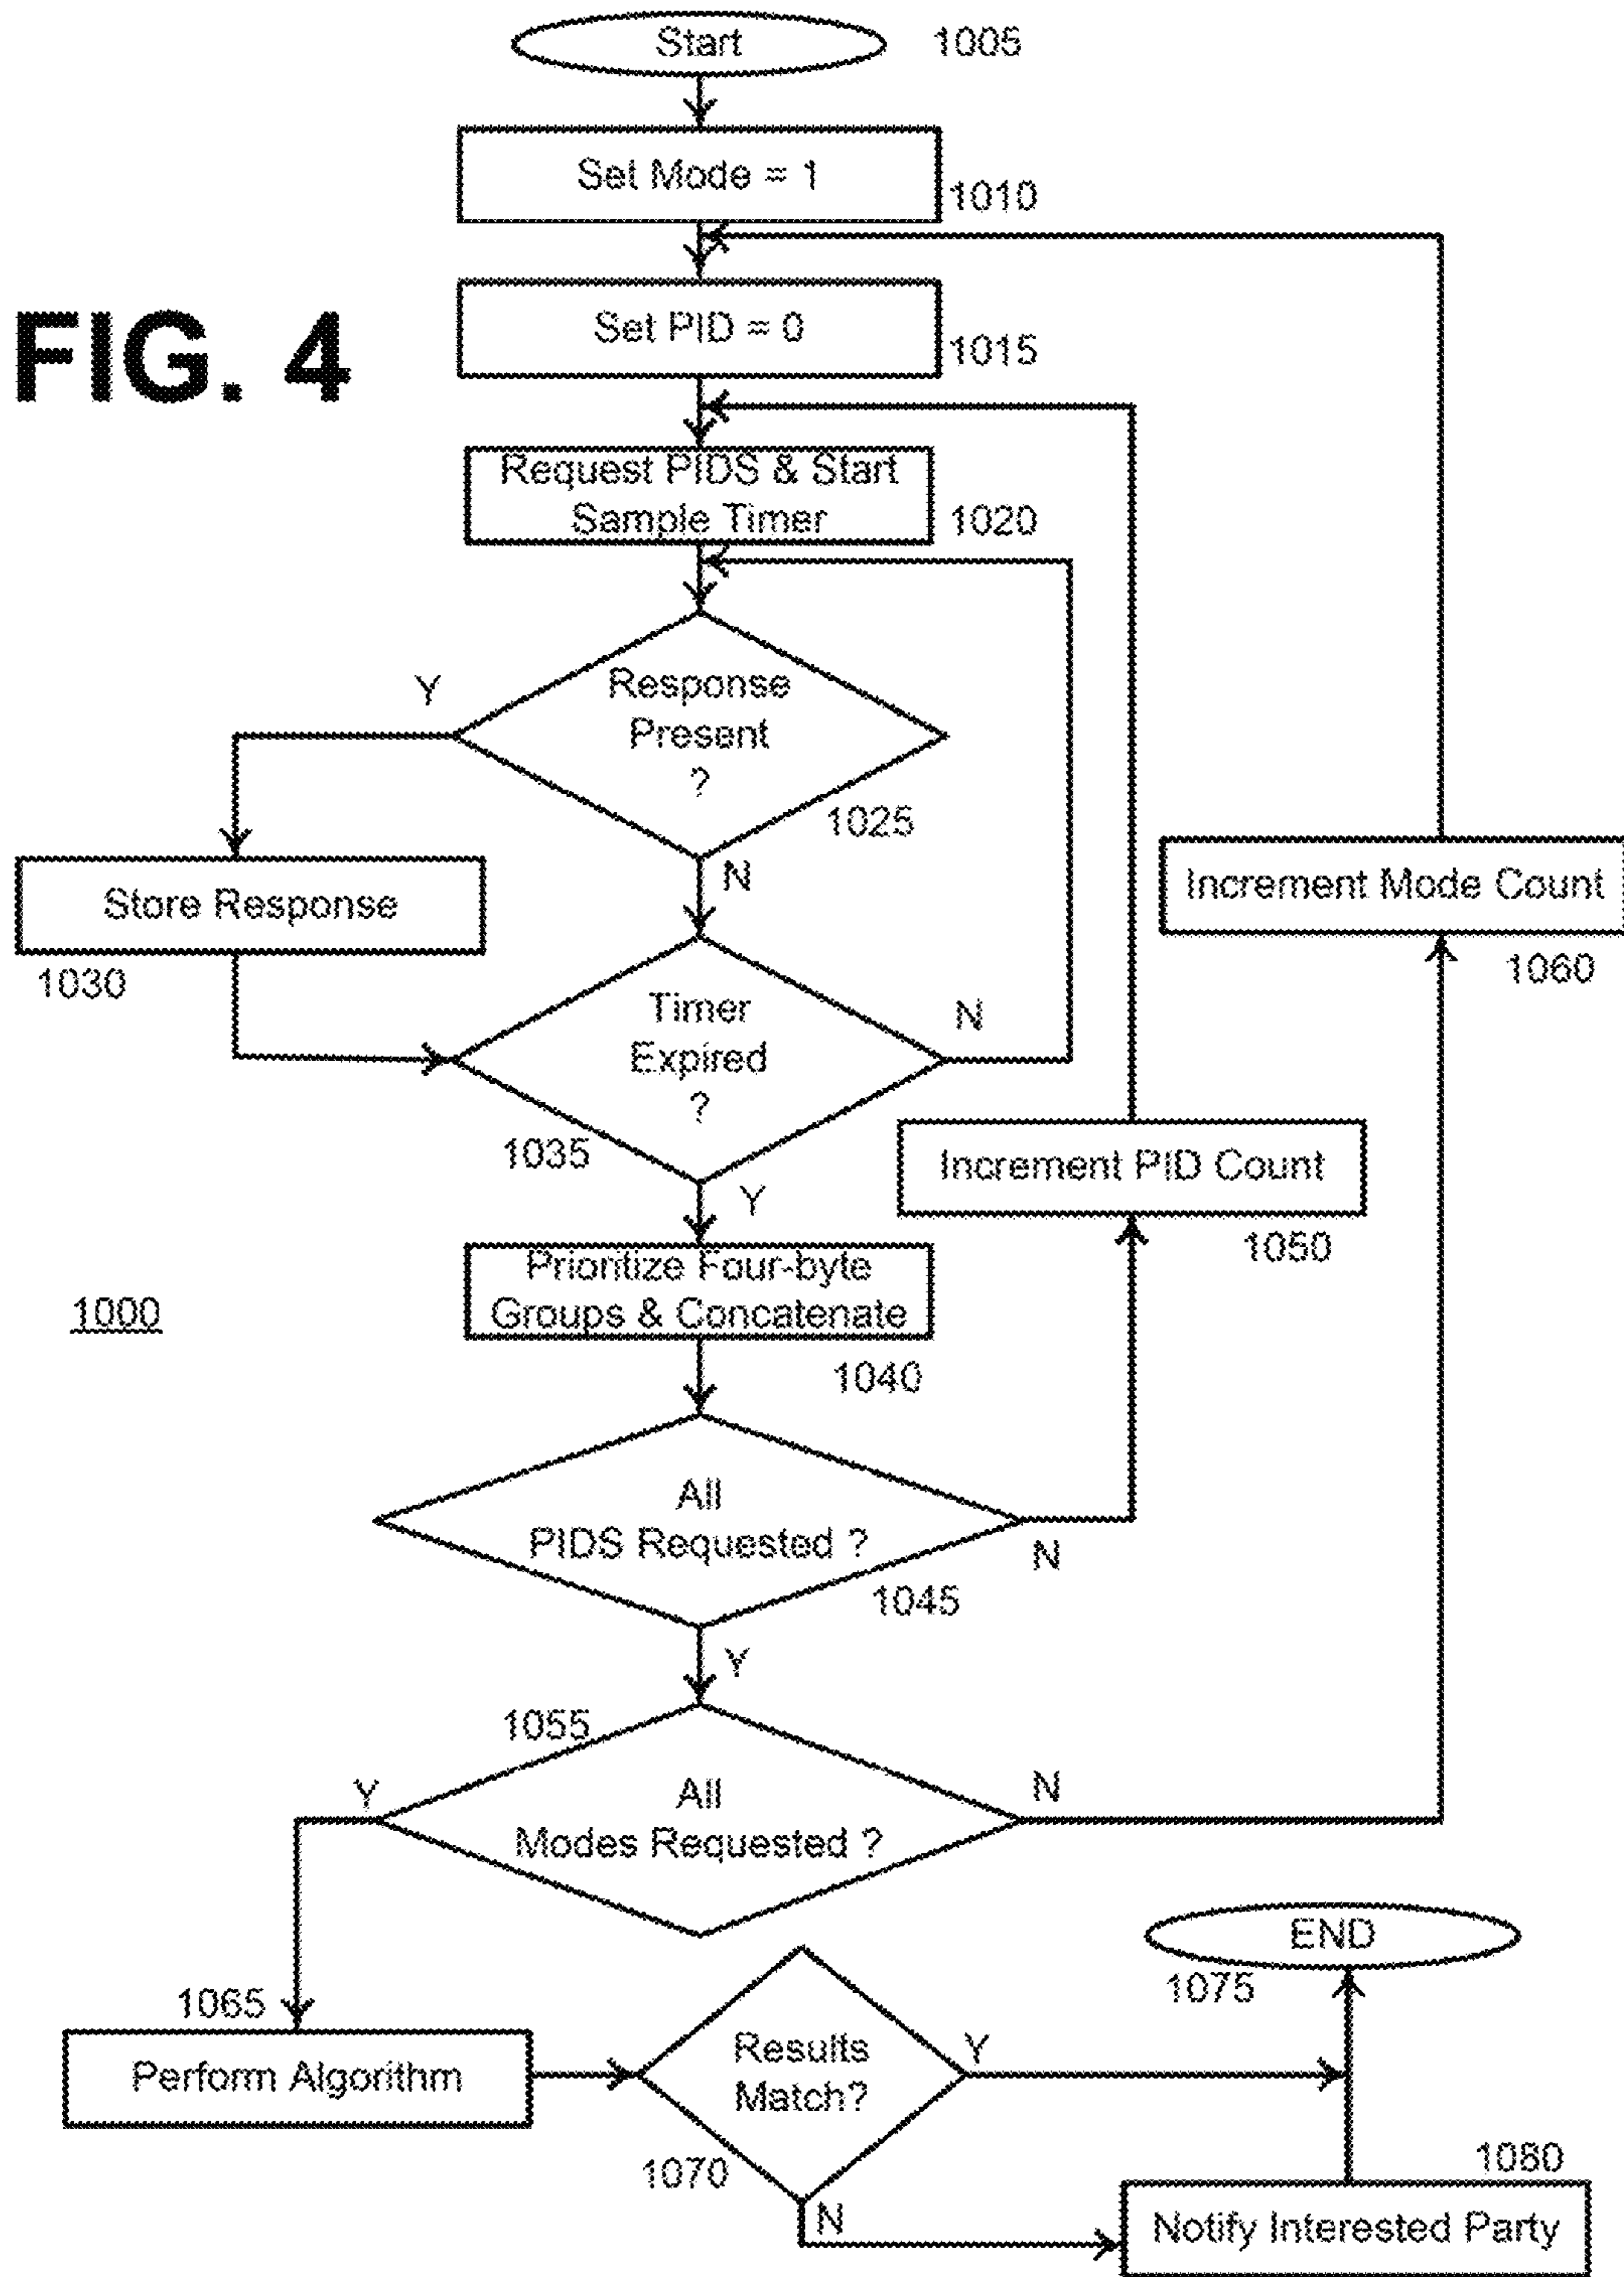 Start 1005
Set Mode = 1
1010
FIG. 4
Set PID = 0
1015
Request PIDS & Start
Sample Timer
1020
Response
Present
?
Y
1025
N
Store Response
1030
Increment Mode Count
1060
Timer
Expired
?
N
1035
Y
Increment PID Count
1050
Prioritize Four-byte
Groups & Concatenate
1000
1040
All
PIDS Requested ?
N
1045
Y
1055
All
Modes Requested ?
Y
N
END
1075
1065
Perform Algorithm
Results
Match?
Y
1070
N
1080
Notify Interested Party